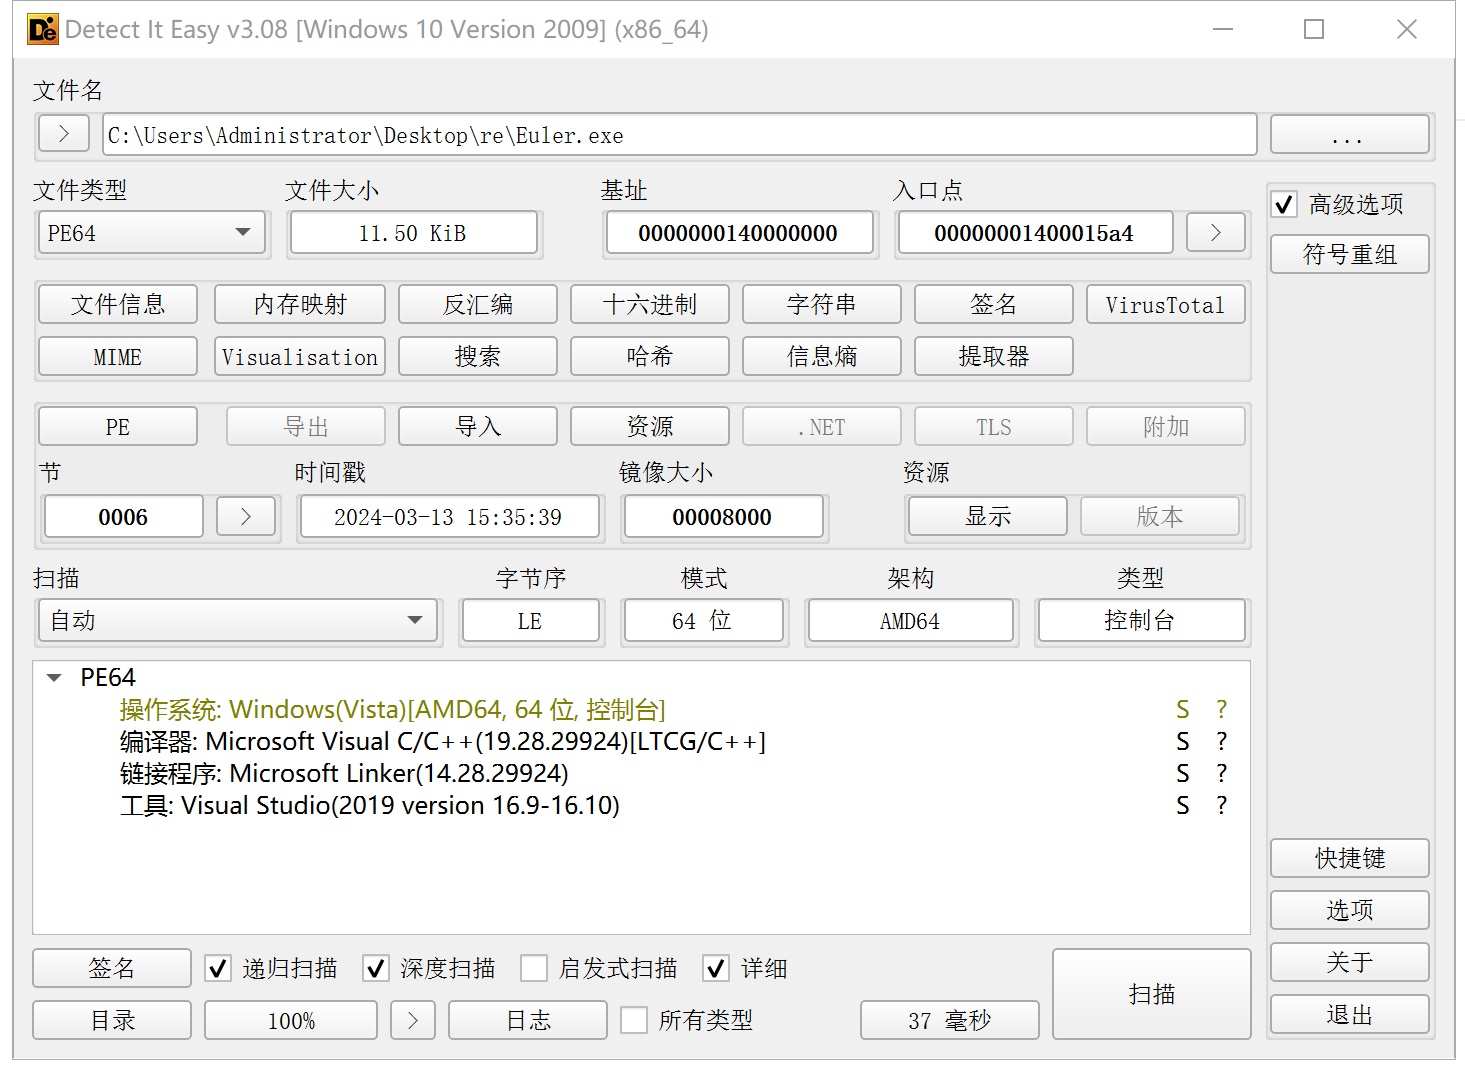 Detect It Easy v3.08 [Windows 10 Version 2009] (x86_64)
文件名
> C:\Users\Administrator\Desktop\re\Euler.exe ...
文件类型 文件大小 基址 入口点
PE64 11.50 KiB 0000000140000000 00000001400015a4 >
高级选项
符号重组
文件信息 内存映射 反汇编 十六进制 字符串 签名 VirusTotal
MIME Visualisation 搜索 哈希 信息熵 提取器
PE 导出 导入 资源 .NET TLS 附加
节 时间戳 镜像大小 资源
0006 > 2024-03-13 15:35:39 00008000 显示 版本
扫描 字节序 模式 架构 类型
自动 LE 64 位 AMD64 控制台
PE64
操作系统: Windows(Vista)[AMD64, 64 位, 控制台] S ?
编译器: Microsoft Visual C/C++(19.28.29924)[LTCG/C++] S ?
链接程序: Microsoft Linker(14.28.29924) S ?
工具: Visual Studio(2019 version 16.9-16.10) S ?
快捷键
选项
关于
退出
签名 递归扫描 深度扫描 启发式扫描 详细
扫描
目录 100% > 日志 所有类型 37 毫秒